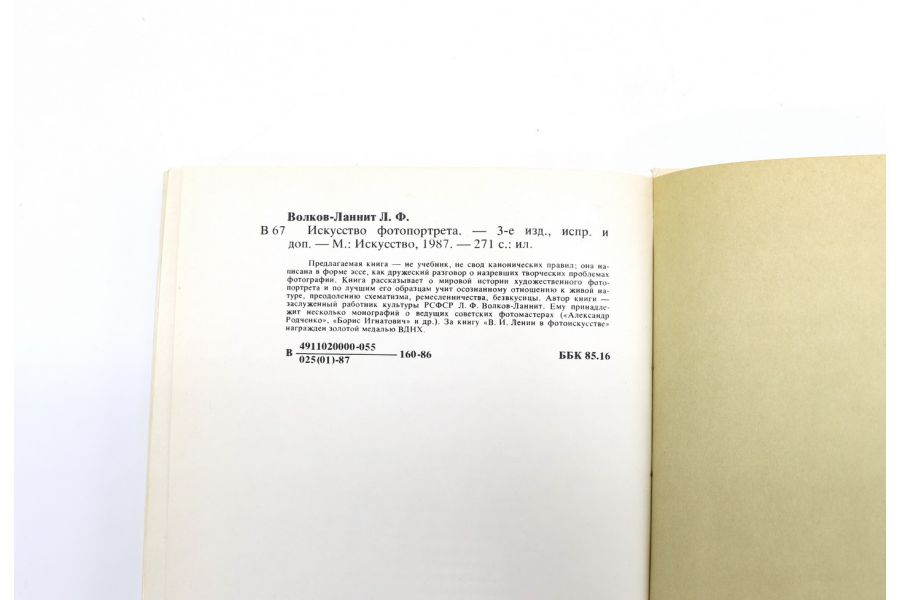 Волков-Ланнит Л. Ф.
В 67 Искусство фотопортрета. — 3-е изд., испр. и
доп. — М.: Искусство, 1987. — 271 с.: ил.
Предлагаемая книга — не учебник, не свод канонических правил; она на-
писана в форме эссе, как дружеский разговор о назревших творческих проблемах
фотографии. Книга рассказывает о мировой истории художественного фото-
портрета и по лучшим его образцам учит осознанному отношению к живой на-
туре, преодолению схематизма, ремесленничества, безвкусицы. Автор книги —
заслуженный работник культуры РСФСР Л. Ф. Волков-Ланнит. Ему принадле-
жит несколько монографий о ведущих советских фотомастерах («Александр
Родченко», «Борис Игнатович» и др.). За книгу «В. И. Ленин в фотоискусстве»
награжден золотой медалью ВДНХ.
4911020000-055
В 160-86 ББК 85.16
025(01)-87